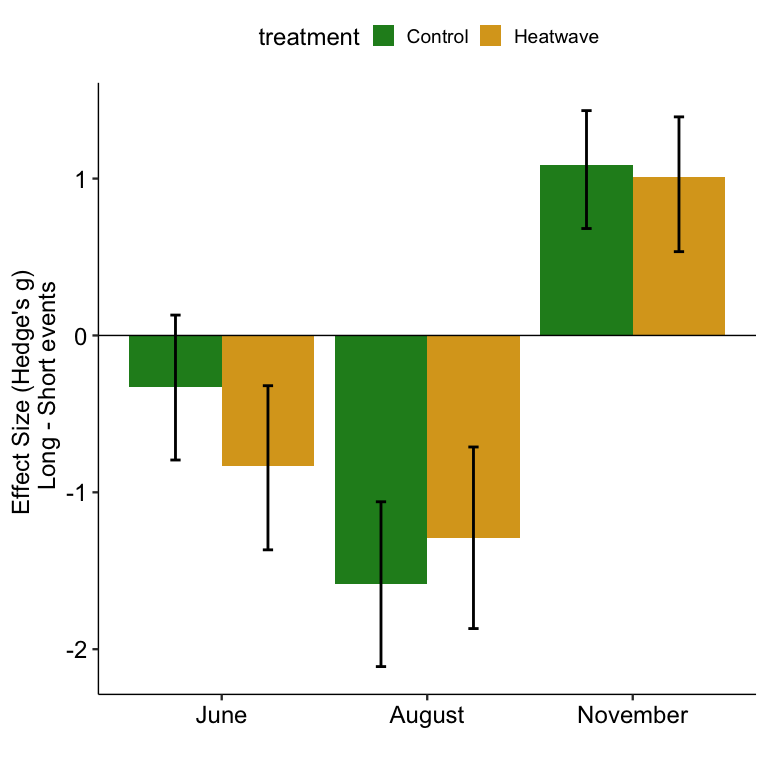 treatment Control Heatwave
Effect Size (Hedge's g)
Long - Short events
1
0
-1
-2
June August November